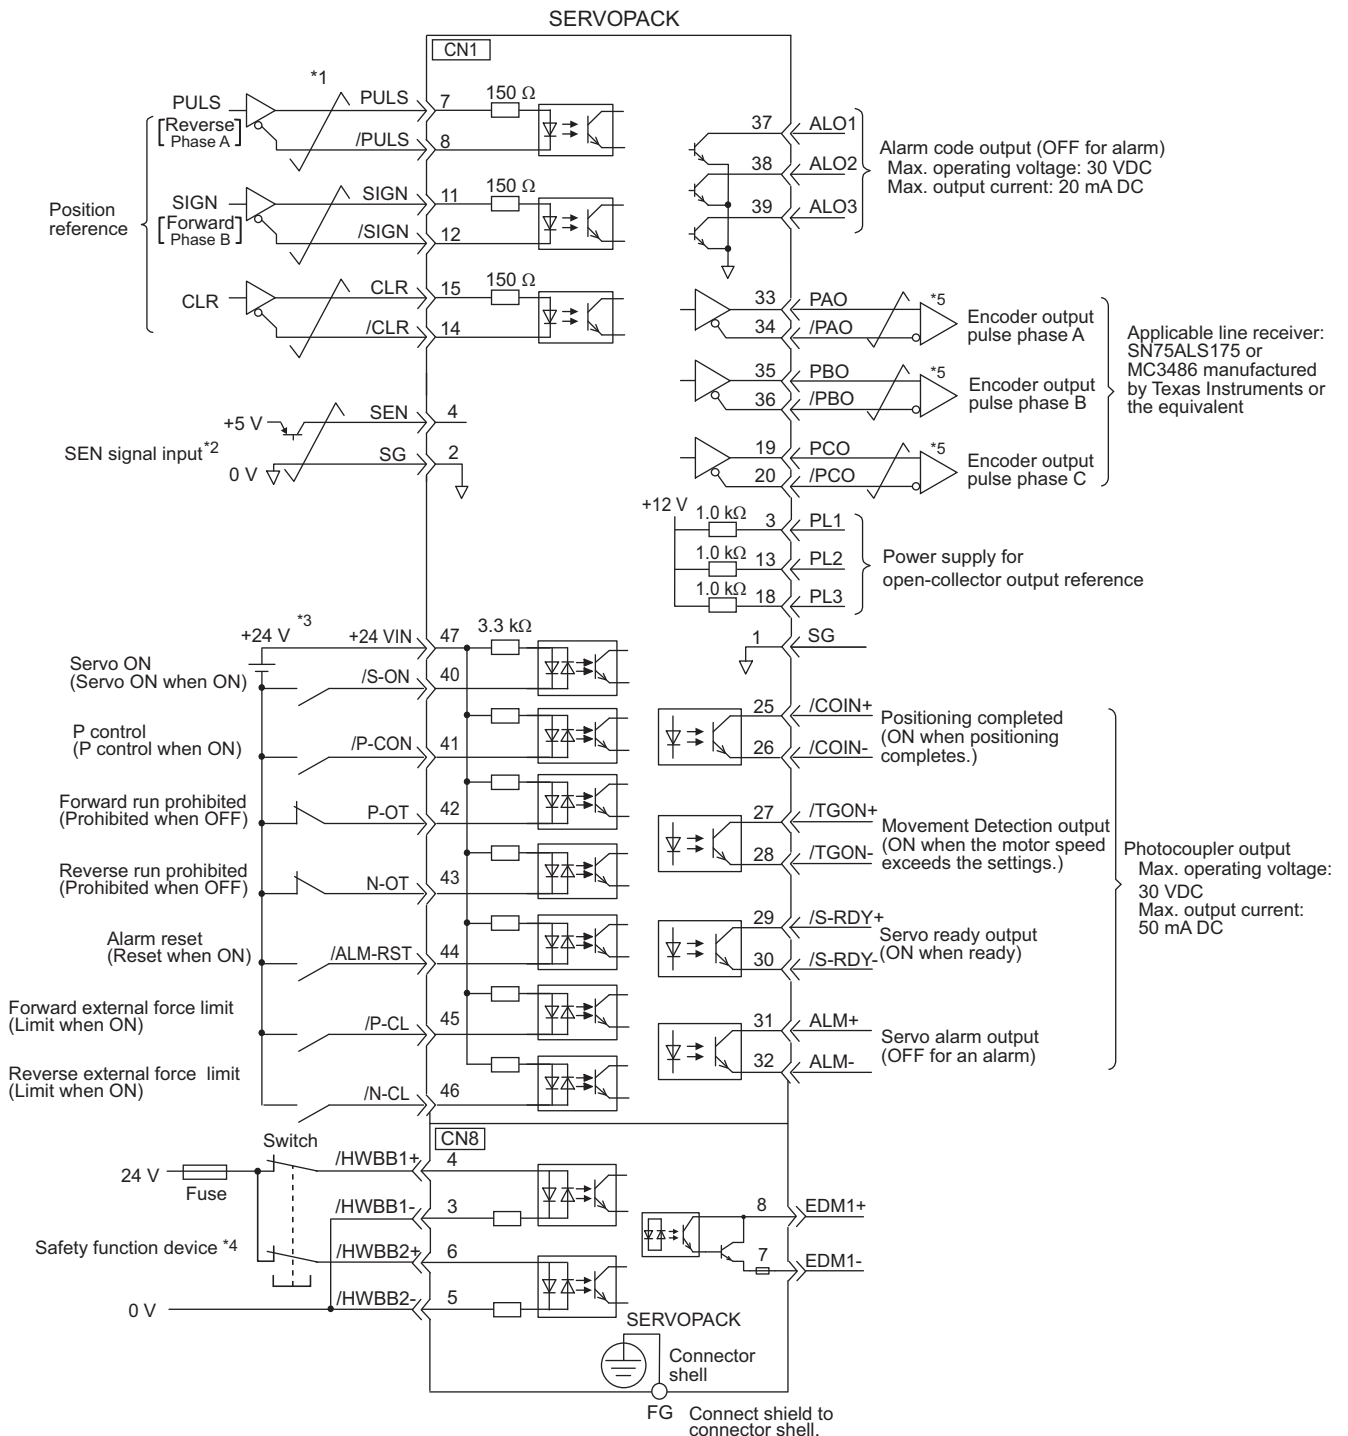 SERVOPACK
CN1
*1
PULS
[Reverse]
Phase A
PULS
7
150 Ω
/PULS
8
Position
reference
SIGN
[Forward]
Phase B
SIGN
11
150 Ω
/SIGN
12
CLR
CLR
15
150 Ω
/CLR
14
SEN signal input*2
+5 V
SEN
4
0 V
SG
2
37
ALO1
38
ALO2
39
ALO3
Alarm code output (OFF for alarm)
Max. operating voltage: 30 VDC
Max. output current: 20 mA DC
33
PAO
*5
34
/PAO
Encoder output
pulse phase A
35
PBO
*5
36
/PBO
Encoder output
pulse phase B
19
PCO
*5
20
/PCO
Encoder output
pulse phase C
Applicable line receiver:
SN75ALS175 or
MC3486 manufactured
by Texas Instruments or
the equivalent
+12 V
1.0 kΩ
3
PL1
1.0 kΩ
13
PL2
1.0 kΩ
18
PL3
Power supply for
open-collector output reference
1
SG
+24 V
*3
+24 VIN
47
3.3 kΩ
Servo ON
(Servo ON when ON)
/S-ON
40
P control
(P control when ON)
/P-CON
41
Forward run prohibited
(Prohibited when OFF)
P-OT
42
Reverse run prohibited
(Prohibited when OFF)
N-OT
43
Alarm reset
(Reset when ON)
/ALM-RST
44
Forward external force limit
(Limit when ON)
/P-CL
45
Reverse external force limit
(Limit when ON)
/N-CL
46
25
/COIN+
26
/COIN-
Positioning completed
(ON when positioning
completes.)
27
/TGON+
28
/TGON-
Movement Detection output
(ON when the motor speed
exceeds the settings.)
29
/S-RDY+
30
/S-RDY-
Servo ready output
(ON when ready)
31
ALM+
32
ALM-
Servo alarm output
(OFF for an alarm)
Photocoupler output
Max. operating voltage:
30 VDC
Max. output current:
50 mA DC
CN8
Switch
24 V
Fuse
/HWBB1+
4
/HWBB1-
3
Safety function device *4
/HWBB2+
6
0 V
/HWBB2-
5
8
EDM1+
7
EDM1-
SERVOPACK
Connector
shell
FG
Connect shield to
connector shell.